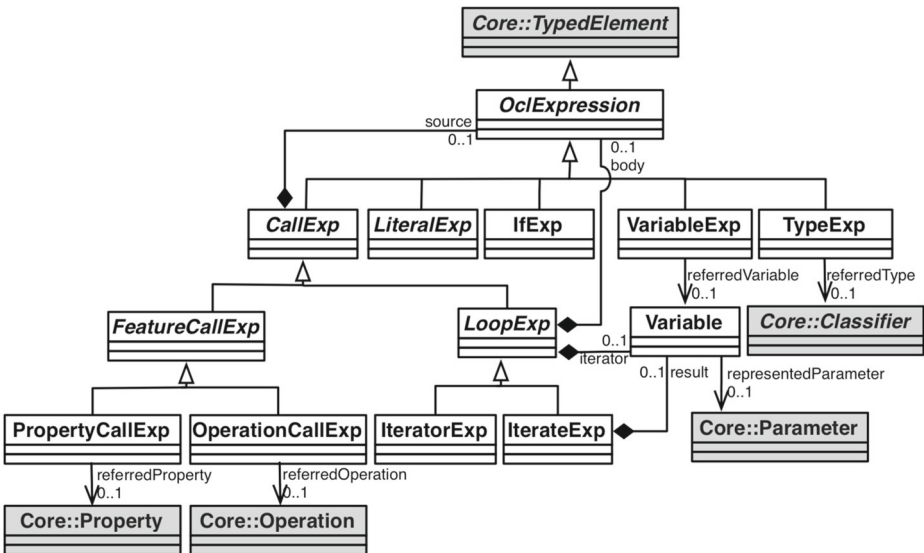 Core::TypedElement
OclExpression
source
0..1
0..1
body
CallExp
LiteralExp
IfExp
VariableExp
TypeExp
referredVariable
0..1
referredType
0..1
FeatureCallExp
LoopExp
0..1
iterator
Variable
Core::Classifier
0..1
result
representedParameter
0..1
PropertyCallExp
OperationCallExp
IteratorExp
IterateExp
Core::Parameter
referredProperty
0..1
referredOperation
0..1
Core::Property
Core::Operation